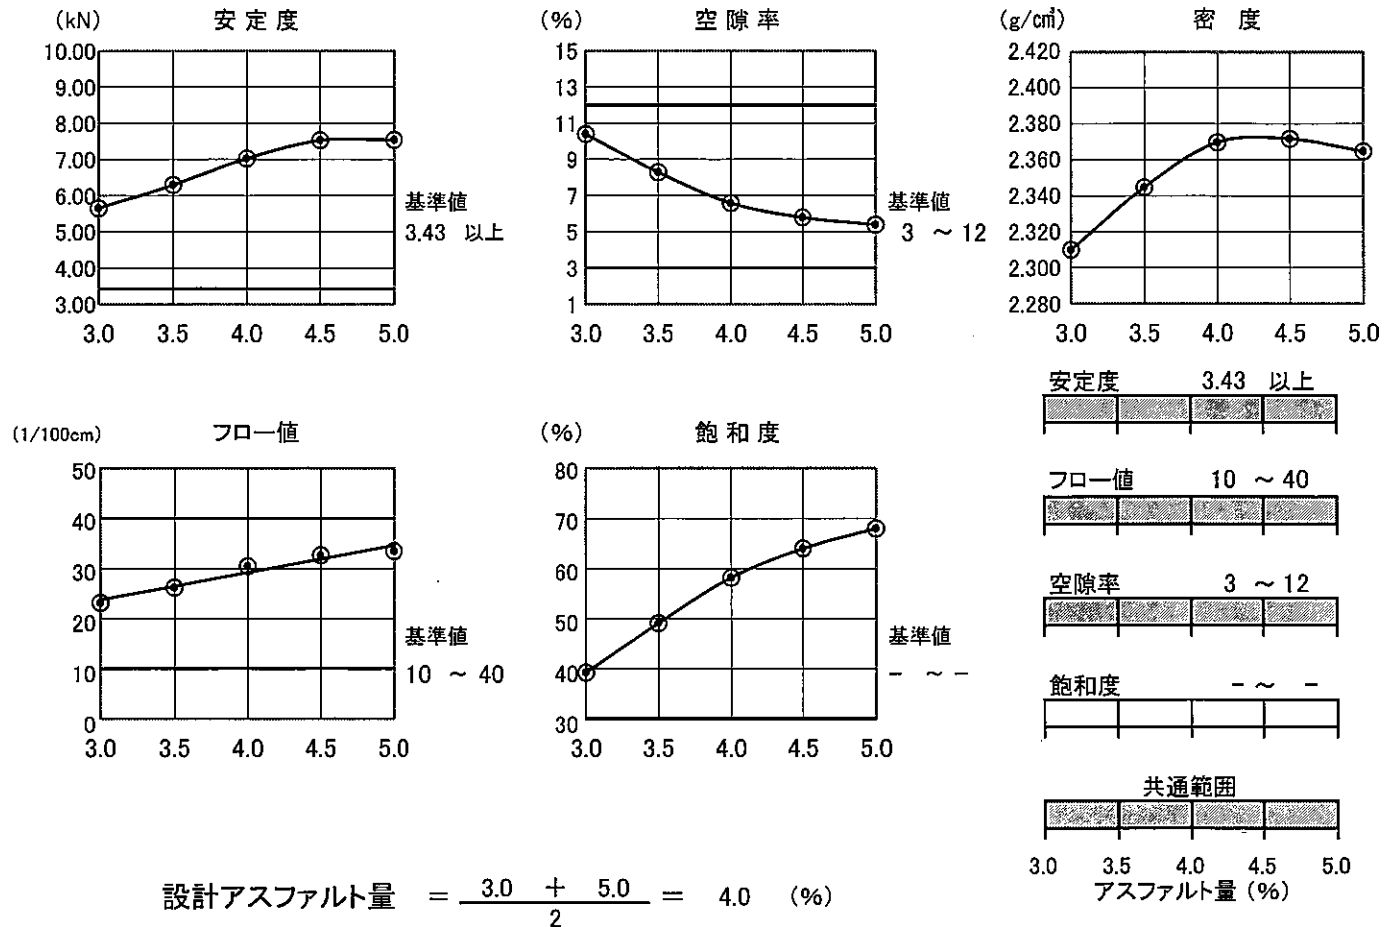 (kN) 安定度
10.00
9.00
8.00
7.00
6.00
5.00
4.00
3.00
3.0 3.5 4.0 4.5 5.0
基準値
3.43 以上
(%) 空隙率
15
13
11
9
7
5
3
1
3.0 3.5 4.0 4.5 5.0
基準値
3 ～ 12
(g/cm³) 密 度
2.420
2.400
2.380
2.360
2.340
2.320
2.300
2.280
3.0 3.5 4.0 4.5 5.0
(1/100cm) フロー値
50
40
30
20
10
0
3.0 3.5 4.0 4.5 5.0
基準値
10 ～ 40
(%) 飽和度
80
70
60
50
40
30
3.0 3.5 4.0 4.5 5.0
基準値
- ～ -
安定度 3.43 以上
フロー値 10 ～ 40
空隙率 3 ～ 12
飽和度 - ～ -
共通範囲
3.0 3.5 4.0 4.5 5.0
アスファルト量 (%)
設計アスファルト量 = 3.0 + 5.0 = 4.0 (%)
2